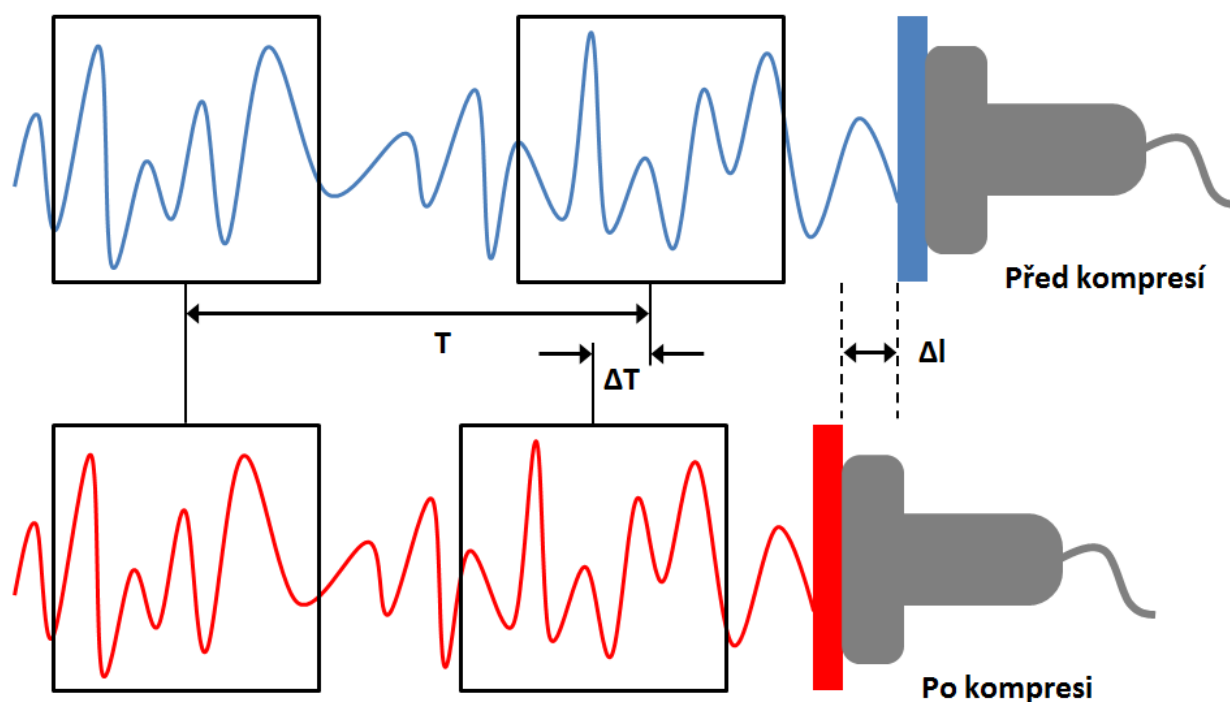 Před kompresí
T
Δl
ΔT
Po kompresi